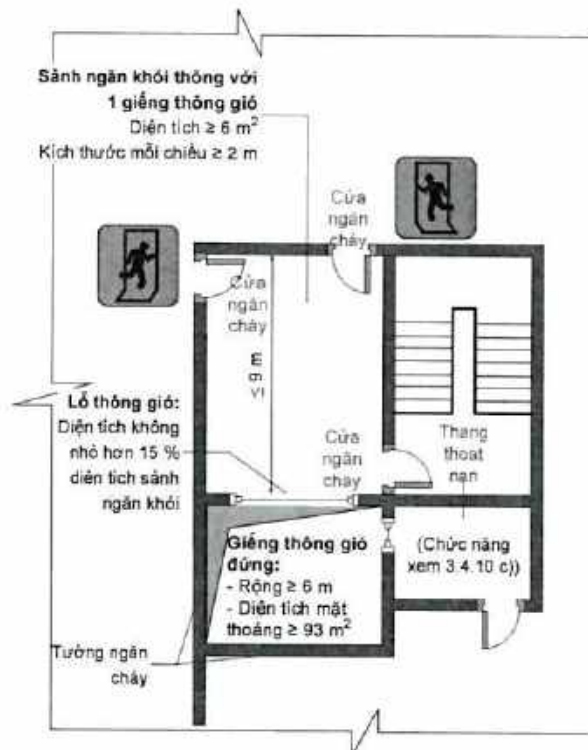 Sảnh ngăn khói thông với
1 giếng thông gió
Diện tích ≥ 6 m²
Kích thước mỗi chiều ≥ 2 m
Cửa
ngăn
cháy
Cửa
ngăn
cháy
≤ 9 m
Lỗ thông gió:
Diện tích không
nhỏ hơn 15 %
diện tích sảnh
ngăn khói
Cửa
ngăn
cháy
Thang
thoát
nạn
Giếng thông gió
đứng:
- Rộng ≥ 6 m
- Diện tích mặt
thoáng ≥ 93 m²
(Chức năng
xem 3.4.10 c))
Tường ngăn
cháy